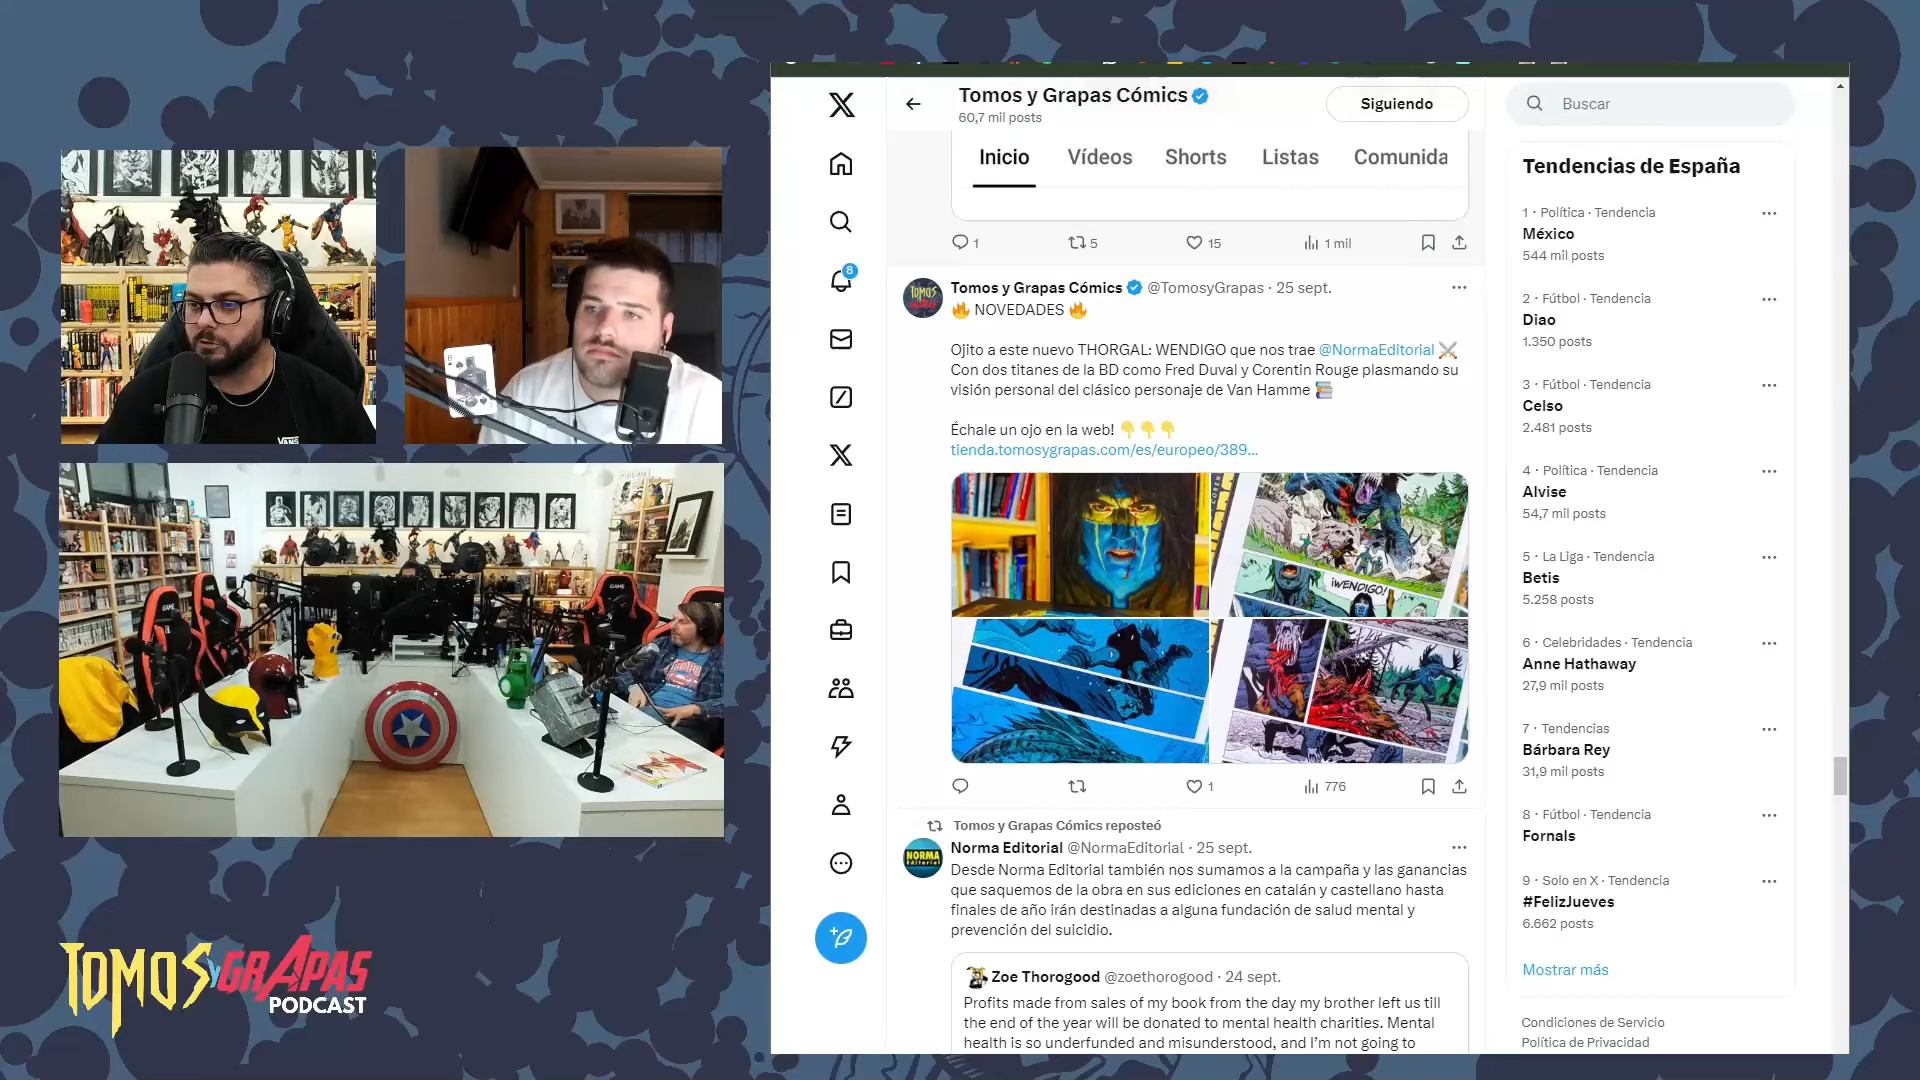 Tomos y Grapas Cómics
60,7 mil posts
Siguiendo
Buscar
Inicio
Vídeos
Shorts
Listas
Comunida
1
5
15
1 mil
Tomos y Grapas Cómics @TomosyGrapas · 25 sept.
🔥 NOVEDADES 🔥
Ojito a este nuevo THORGAL: WENDIGO que nos trae @NormaEditorial ⚔️
Con dos titanes de la BD como Fred Duval y Corentin Rouge plasmando su
visión personal del clásico personaje de Van Hamme 📚
Échale un ojo en la web! 👇👇👇
tienda.tomosygrapas.com/es/europeo/389...
¡WENDIGO!
1
776
Tomos y Grapas Cómics reposteó
Norma Editorial @NormaEditorial · 25 sept.
NORMA
Editorial
Desde Norma Editorial también nos sumamos a la campaña y las ganancias
que saquemos de la obra en sus ediciones en catalán y castellano hasta
finales de año irán destinadas a alguna fundación de salud mental y
prevención del suicidio.
Zoe Thorogood @zoethorogood · 24 sept.
Profits made from sales of my book from the day my brother left us till
the end of the year will be donated to mental health charities. Mental
health is so underfunded and misunderstood, and I'm not going to
8
Tendencias de España
1 · Política · Tendencia
México
544 mil posts
2 · Fútbol · Tendencia
Diao
1.350 posts
3 · Fútbol · Tendencia
Celso
2.481 posts
4 · Política · Tendencia
Alvise
54,7 mil posts
5 · La Liga · Tendencia
Betis
5.258 posts
6 · Celebridades · Tendencia
Anne Hathaway
27,9 mil posts
7 · Tendencias
Bárbara Rey
31,9 mil posts
8 · Fútbol · Tendencia
Fornals
9 · Solo en X · Tendencia
#FelizJueves
6.662 posts
Mostrar más
Condiciones de Servicio
Política de Privacidad
VANS
GAME
GAME
GAME
GAME
TOMOS Y GRAPAS
PODCAST